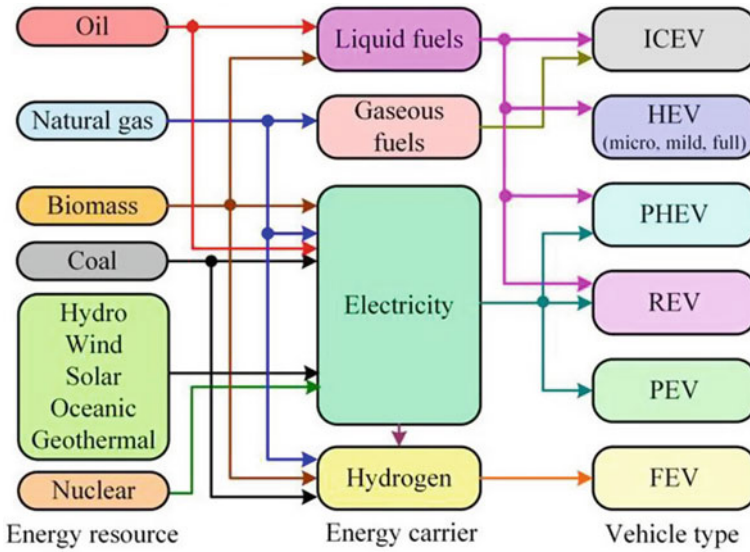 Oil
Natural gas
Biomass
Coal
Hydro
Wind
Solar
Oceanic
Geothermal
Nuclear
Energy resource
Liquid fuels
Gaseous
fuels
Electricity
Hydrogen
Energy carrier
ICEV
HEV
(micro, mild, full)
PHEV
REV
PEV
FEV
Vehicle type